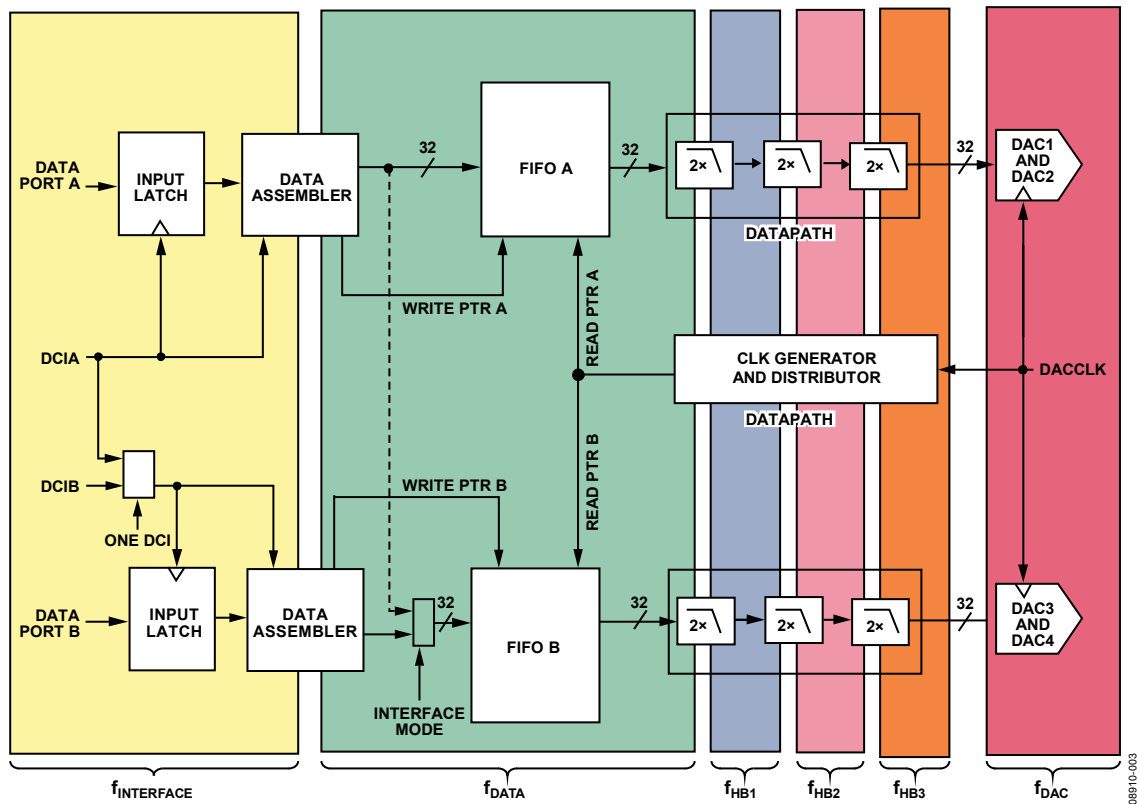 DATA
PORT A
INPUT
LATCH
DATA
ASSEMBLER
32
FIFO A
32
2×
2×
2×
32
DAC1
AND
DAC2
DATAPATH
WRITE PTR A
READ PTR A
DCIA
CLK GENERATOR
AND DISTRIBUTOR
DACCLK
DATAPATH
DCIB
ONE DCI
WRITE PTR B
READ PTR B
DATA
PORT B
INPUT
LATCH
DATA
ASSEMBLER
32
FIFO B
32
2×
2×
2×
32
DAC3
AND
DAC4
INTERFACE
MODE
fINTERFACE
fDATA
fHB1
fHB2
fHB3
fDAC
08910-003